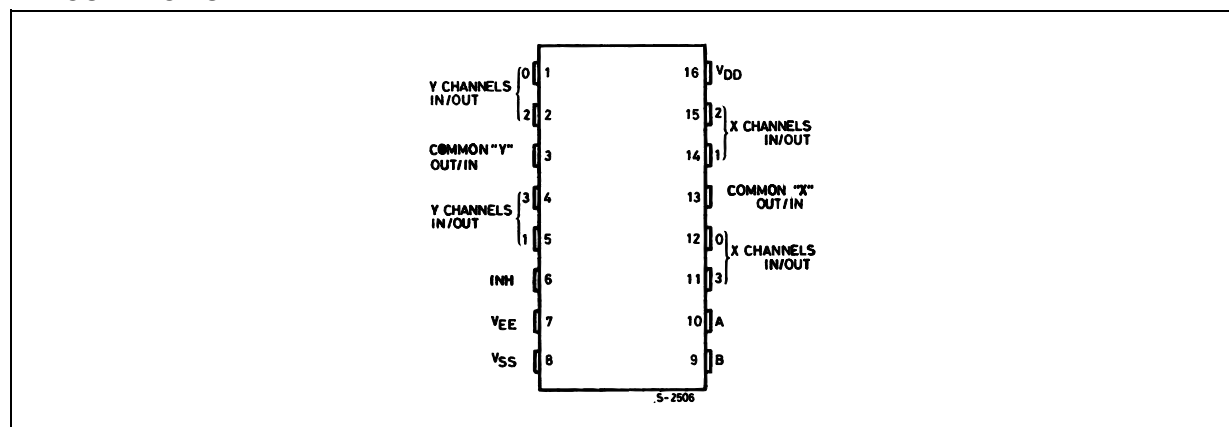 0 1 16 VDD
Y CHANNELS
IN/OUT
2 2 15 2
X CHANNELS
IN/OUT
COMMON "Y"
OUT/IN
3 14 1
3 4 13 COMMON "X"
OUT/IN
Y CHANNELS
IN/OUT
1 5 12 0
X CHANNELS
IN/OUT
INH 6 11 3
VEE 7 10 A
VSS 8 9 B
S-2506